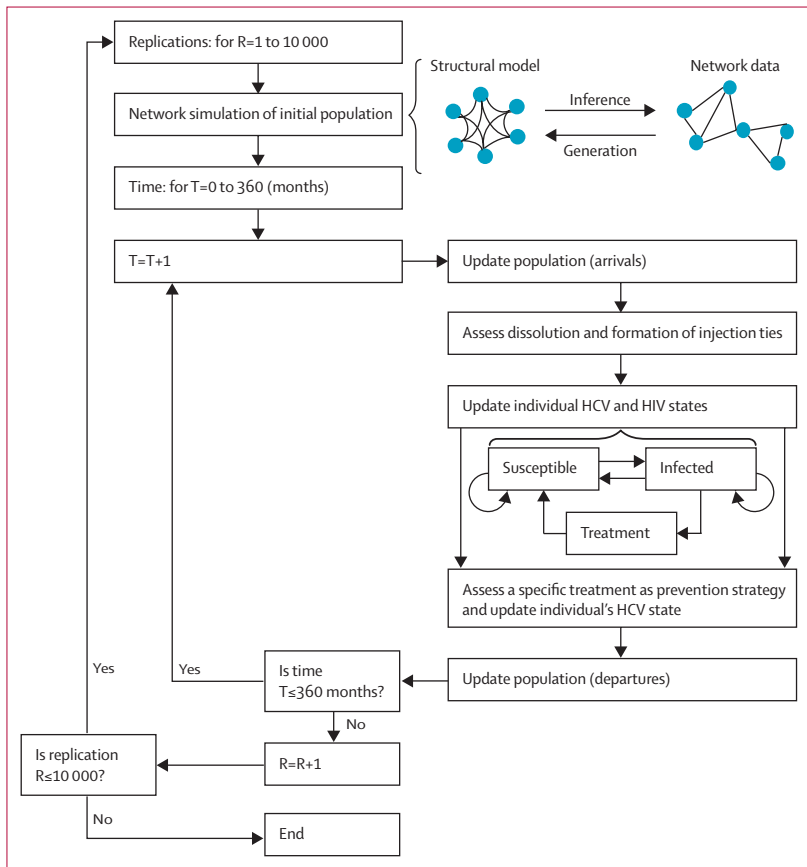 Replications: for R=1 to 10 000
Structural model
Network data
Network simulation of initial population
Inference
Generation
Time: for T=0 to 360 (months)
T=T+1
Update population (arrivals)
Assess dissolution and formation of injection ties
Update individual HCV and HIV states
Susceptible
Infected
Treatment
Assess a specific treatment as prevention strategy
and update individual's HCV state
Yes
Yes
Is time
T≤360 months?
Update population (departures)
No
Is replication
R≤10 000?
R=R+1
No
End